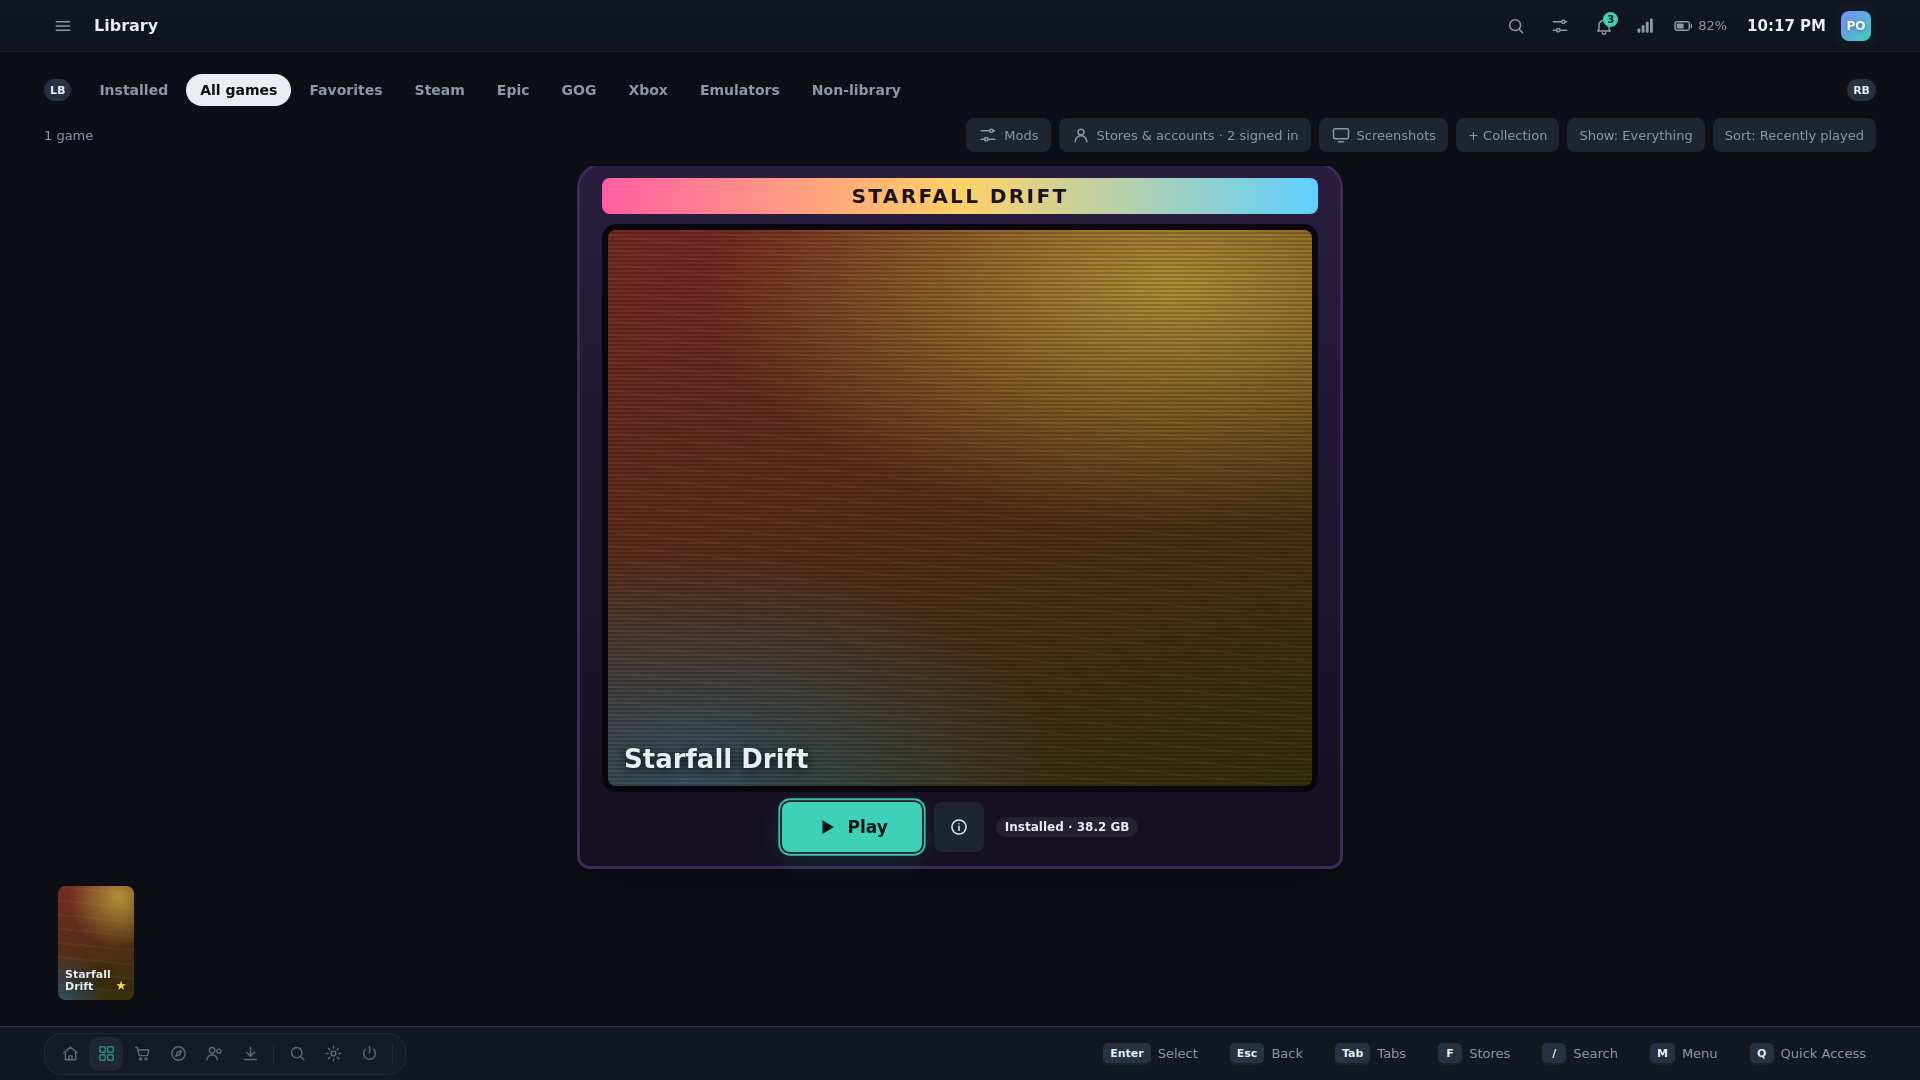 Library
3
82%
10:17 PM
PO
LB
Installed
All games
Favorites
Steam
Epic
GOG
Xbox
Emulators
Non-library
RB
1 game
Mods
Stores & accounts · 2 signed in
Screenshots
+ Collection
Show: Everything
Sort: Recently played
STARFALL DRIFT
Starfall Drift
Play
Installed · 38.2 GB
Starfall
Drift
Enter Select
Esc Back
Tab Tabs
F Stores
/ Search
M Menu
Q Quick Access